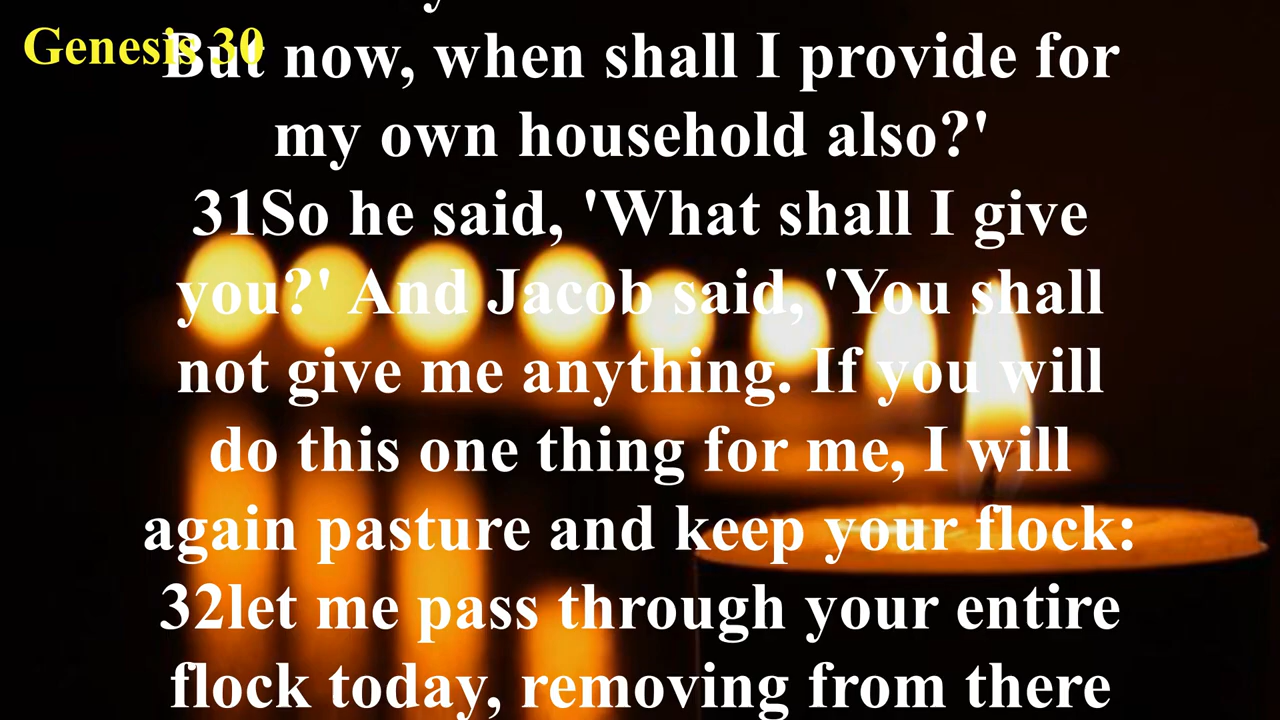 Genesis 30
But now, when shall I provide for
my own household also?'
31So he said, 'What shall I give
you?' And Jacob said, 'You shall
not give me anything. If you will
do this one thing for me, I will
again pasture and keep your flock:
32let me pass through your entire
flock today, removing from there